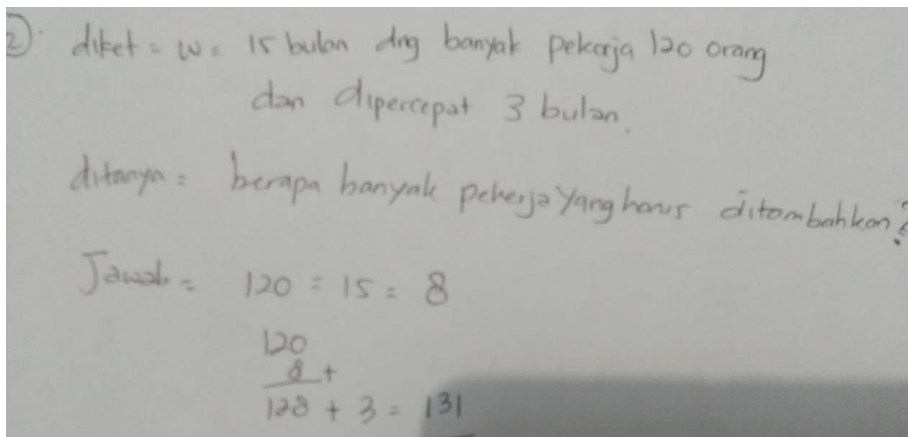 2). diket = w = 15 bulan dng banyak pekerja 120 orang
dan dipercepat 3 bulan.
ditanya = berapa banyak pekerja yang harus ditambahkan?
Jawab = 120 : 15 = 8
120
8 +
128 + 3 = 131